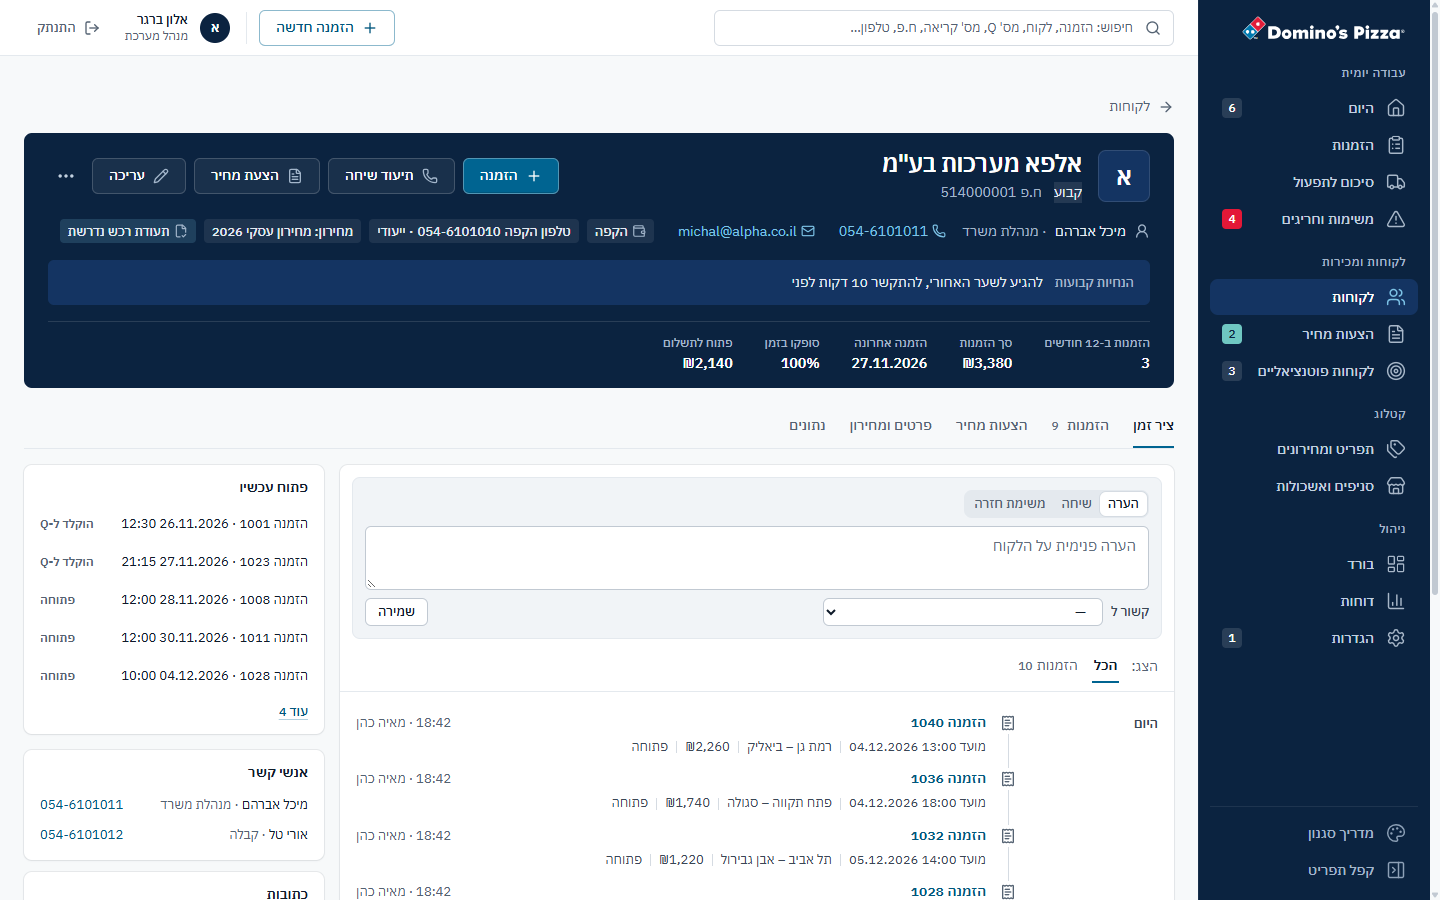 Domino's Pizza
עבודה יומית
היום 6
הזמנות
סיכום לתפעול
משימות וחריגים 4
לקוחות ומכירות
לקוחות
הצעות מחיר 2
לקוחות פוטנציאליים 3
קטלוג
תפריט ומחירונים
סניפים ואשכולות
ניהול
בורד
דוחות
הגדרות 1
מדריך סגנון
קפל תפריט
חיפוש: הזמנה, לקוח, מס' Q, מס' קריאה, ח.פ, טלפון...
הזמנה חדשה
א
אלון ברגר
מנהל מערכת
התנתק
לקוחות
א
אלפא מערכות בע"מ
קבוע ח.פ 514000001
הזמנה
תיעוד שיחה
הצעת מחיר
עריכה
מיכל אברהם · מנהלת משרד 054-6101011 michal@alpha.co.il הקפה טלפון הקפה 054-6101010 · ייעודי מחירון: מחירון עסקי 2026 תעודת רכש נדרשת
הנחיות קבועות להגיע לשער האחורי, להתקשר 10 דקות לפני
הזמנות ב-12 חודשים סך הזמנות הזמנה אחרונה סופקו בזמן פתוח לתשלום
3 ₪3,380 27.11.2026 100% ₪2,140
ציר זמן הזמנות 9 הצעות מחיר פרטים ומחירון נתונים
הערה שיחה משימת חזרה
הערה פנימית על הלקוח
קשור ל — שמירה
הצג: הכל הזמנות 10
היום
הזמנה 1040 18:42 · מאיה כהן
מועד 04.12.2026 13:00 | רמת גן – ביאליק | ₪2,260 | פתוחה
הזמנה 1036 18:42 · מאיה כהן
מועד 04.12.2026 18:00 | פתח תקווה – סגולה | ₪1,740 | פתוחה
הזמנה 1032 18:42 · מאיה כהן
מועד 05.12.2026 14:00 | תל אביב – אבן גבירול | ₪1,220 | פתוחה
הזמנה 1028 18:42 · מאיה כהן
פתוח עכשיו
הזמנה 1001 · 26.11.2026 12:30 הוקלד ל-Q
הזמנה 1023 · 27.11.2026 21:15 הוקלד ל-Q
הזמנה 1008 · 28.11.2026 12:00 פתוחה
הזמנה 1011 · 30.11.2026 12:00 פתוחה
הזמנה 1028 · 04.12.2026 10:00 פתוחה
עוד 4
אנשי קשר
מיכל אברהם · מנהלת משרד 054-6101011
אורי טל · קבלה 054-6101012
כתובות